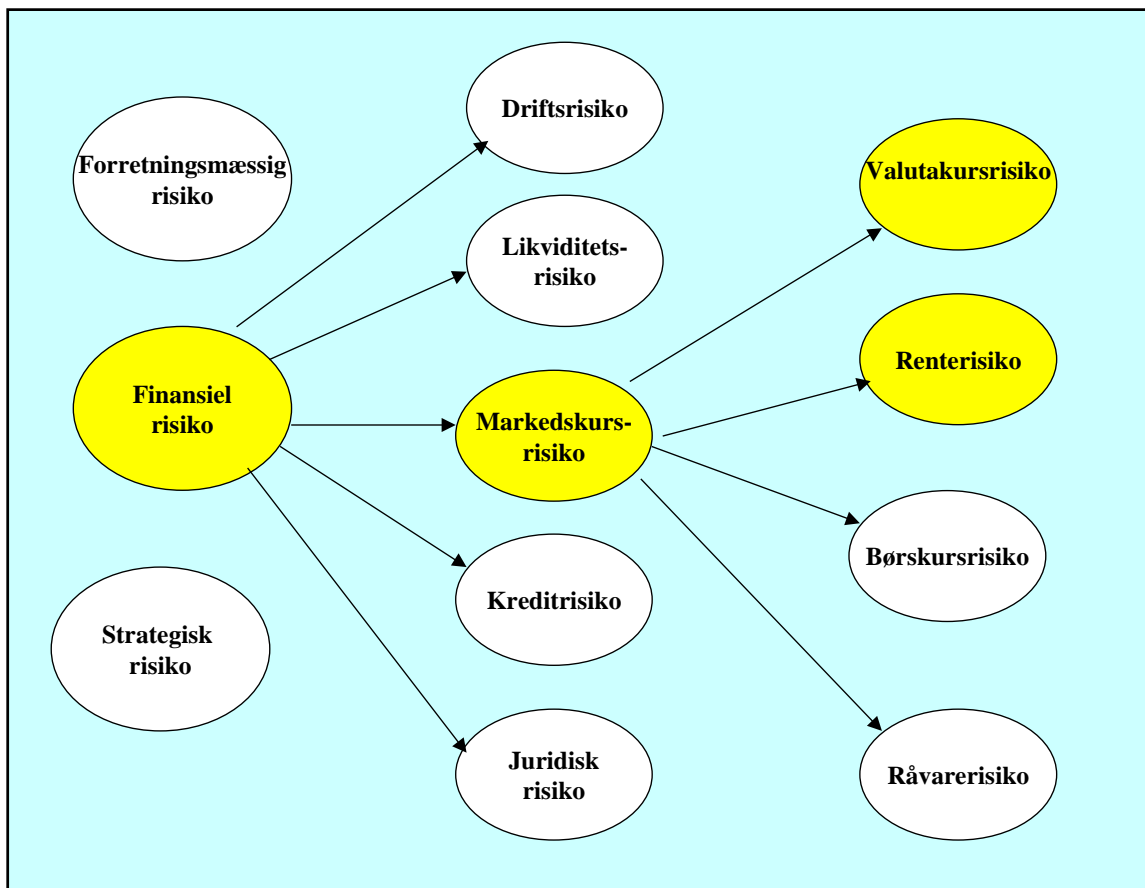 Forretningsmæssig
risiko
Finansiel
risiko
Strategisk
risiko
Driftsrisiko
Likviditets-
risiko
Markedskurs-
risiko
Kreditrisiko
Juridisk
risiko
Valutakursrisiko
Renterisiko
Børskursrisiko
Råvarerisiko